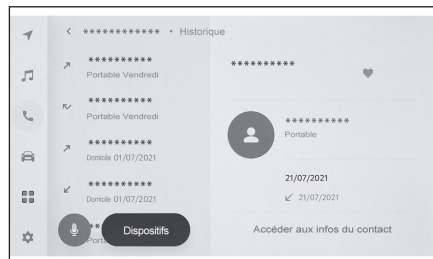 ************ • Historique
**********
Portable Vendredi
**********
Portable Vendredi
**********
Domicile 01/07/2021
**********
Domicile 01/07/2021
**
Porta
Dispositifs
**********
**********
Portable
21/07/2021
21/07/2021
Accéder aux infos du contact